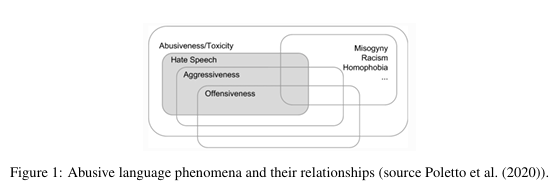 Abusiveness/Toxicity
Hate Speech
Aggressiveness
Offensiveness
Misogyny
Racism
Homophobia
...
Figure 1: Abusive language phenomena and their relationships (source Poletto et al. (2020)).